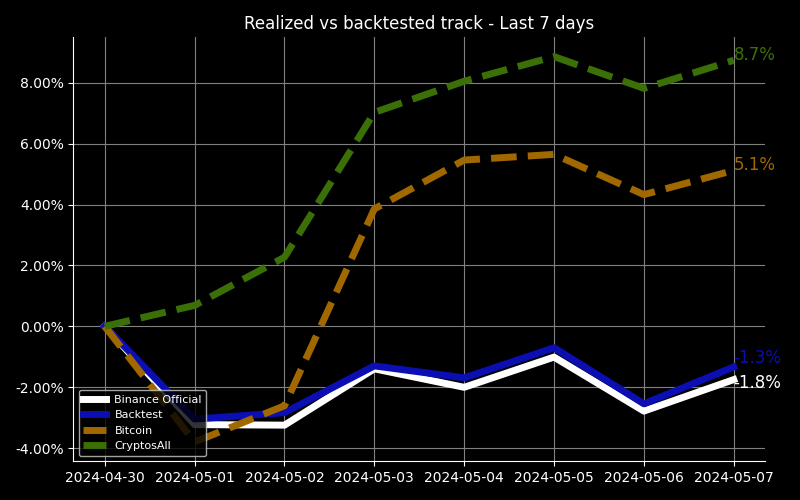 Realized vs backtested track - Last 7 days
8.7%
8.00%
6.00%
5.1%
4.00%
2.00%
0.00%
-1.3%
-1.8%
-2.00%
Binance Official
Backtest
Bitcoin
CryptosAll
-4.00%
2024-04-30 2024-05-01 2024-05-02 2024-05-03 2024-05-04 2024-05-05 2024-05-06 2024-05-07